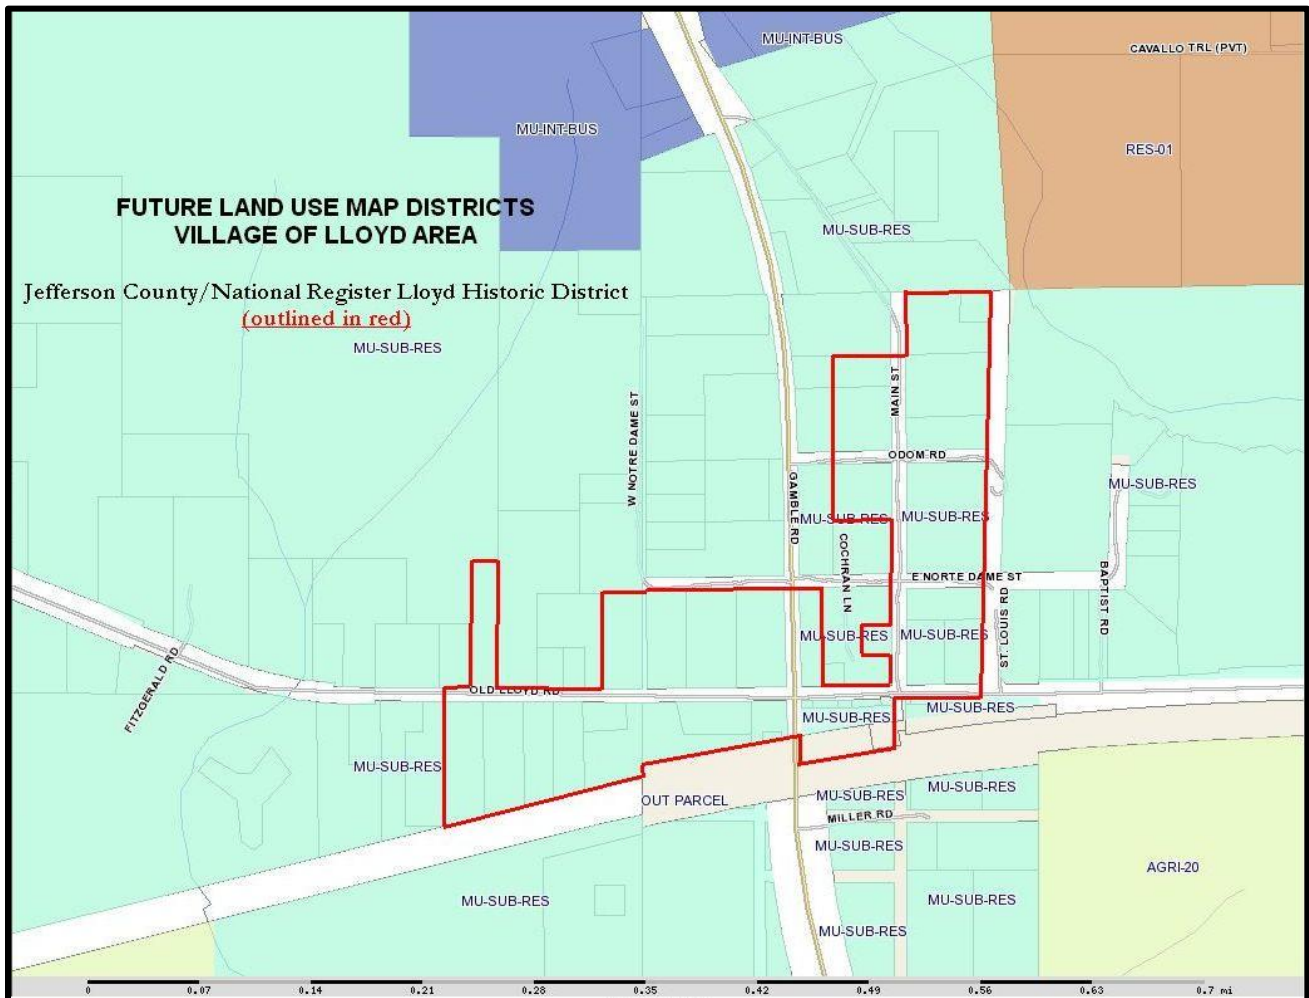 MU-INT-BUS
CAVALLO TRL (PVT)
MU-INT-BUS
RES-01
FUTURE LAND USE MAP DISTRICTS
VILLAGE OF LLOYD AREA
MU-SUB-RES
Jefferson County/National Register Lloyd Historic District
(outlined in red)
MU-SUB-RES
MAIN ST
W NOTRE DAME ST
ODOM RD
GAMBLE RD
MU-SUB-RES
MU-SUB-RES
MU-SUB-RES
COCHRAN LN
E NORTE DAME ST
BAPTIST RD
ST. LOUIS RD
MU-SUB-RES
MU-SUB-RES
FITZGERALD RD
OLD LLOYD RD
MU-SUB-RES
MU-SUB-RES
MU-SUB-RES
OUT PARCEL
MU-SUB-RES
MU-SUB-RES
MILLER RD
MU-SUB-RES
AGRI-20
MU-SUB-RES
MU-SUB-RES
MU-SUB-RES
0 0.07 0.14 0.21 0.28 0.35 0.42 0.49 0.56 0.63 0.7 mi